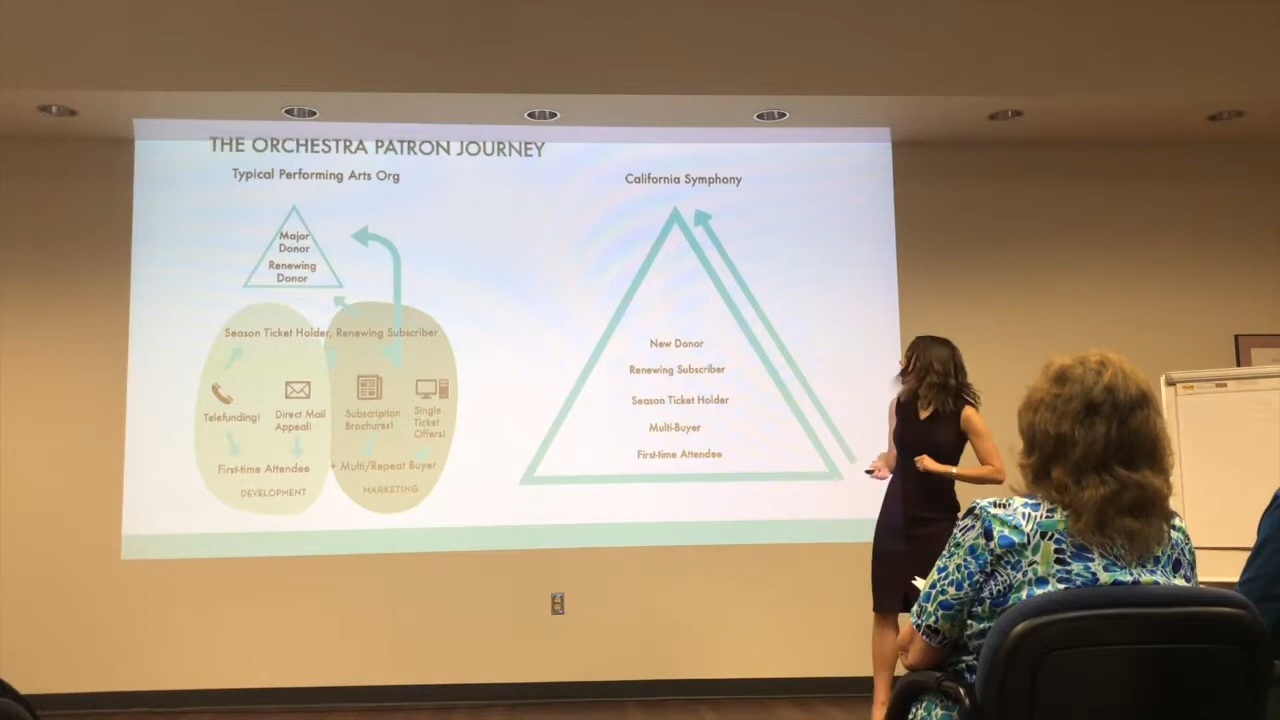 THE ORCHESTRA PATRON JOURNEY
Typical Performing Arts Org
Major
Donor
Renewing
Donor
Season Ticket Holder, Renewing Subscriber
Telefunding!
Direct Mail
Appeal!
Subscription
Brochures!
Single
Ticket
Offers!
First-time Attendee + Multi/Repeat Buyer
DEVELOPMENT
MARKETING
California Symphony
New Donor
Renewing Subscriber
Season Ticket Holder
Multi-Buyer
First-time Attendee